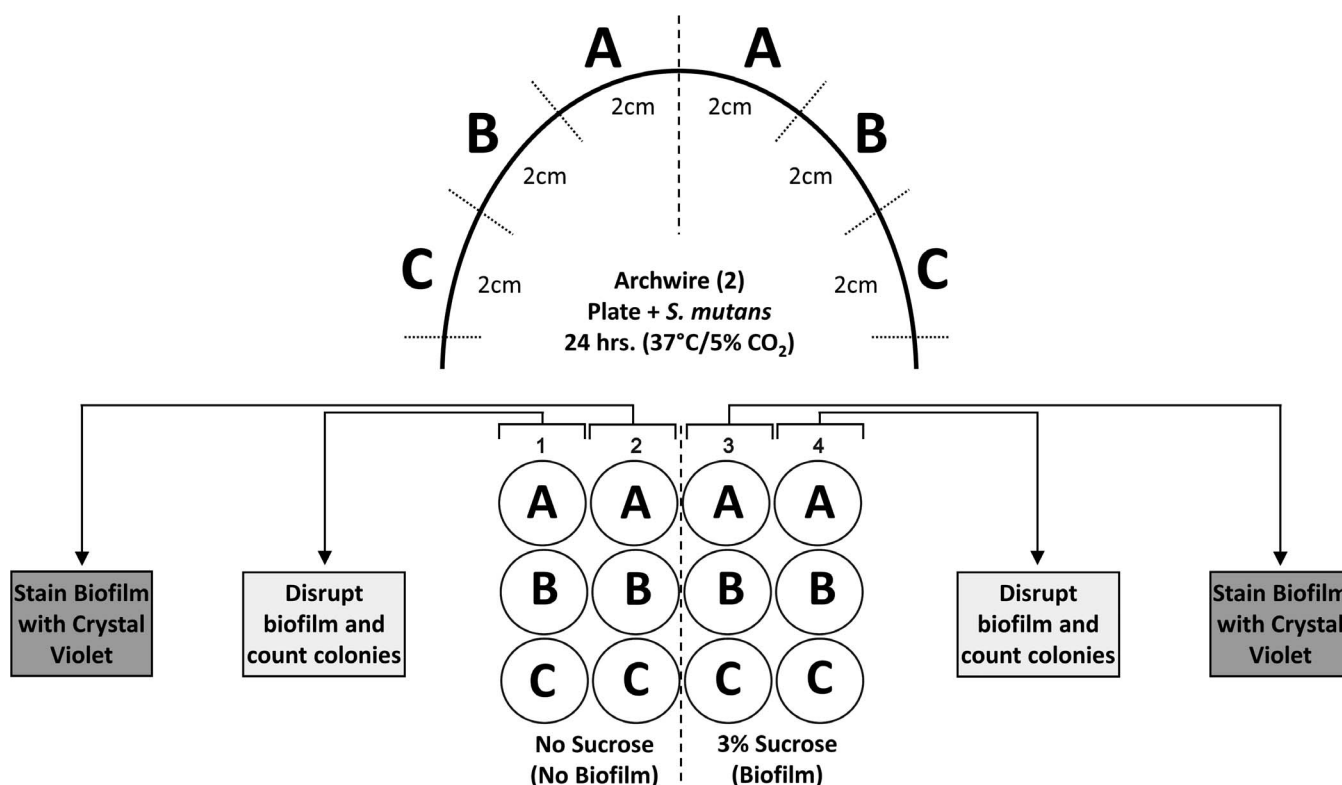 A A
B B
2cm 2cm
2cm 2cm
C C
2cm 2cm
Archwire (2)
Plate + S. mutans
24 hrs. (37°C/5% CO₂)
1 2 3 4
A A A A
B B B B
C C C C
Stain Biofilm
with Crystal
Violet
Disrupt
biofilm and
count colonies
Disrupt
biofilm and
count colonies
Stain Biofilm
with Crystal
Violet
No Sucrose
(No Biofilm)
3% Sucrose
(Biofilm)